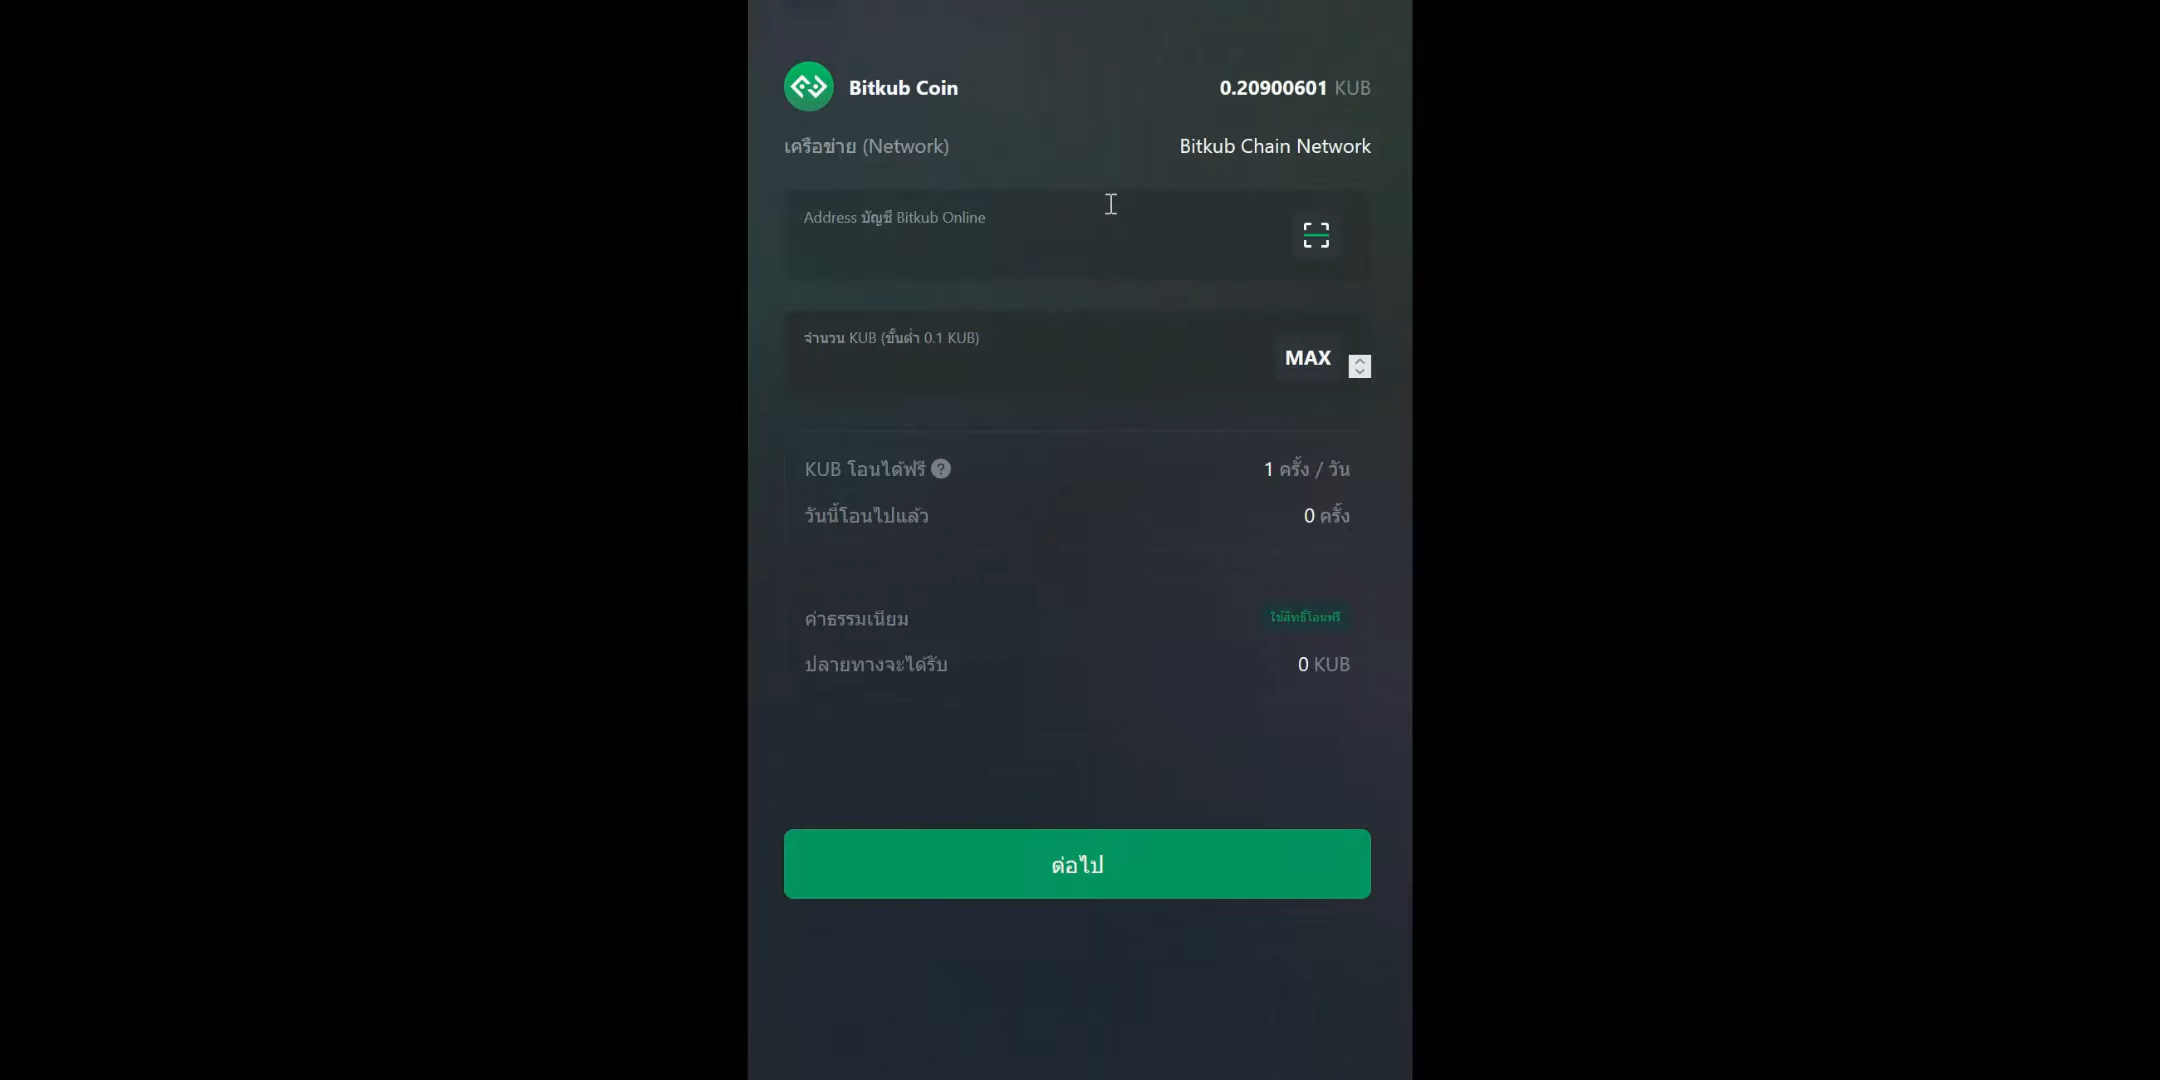 Bitkub Coin 0.20900601 KUB
เครือข่าย (Network) Bitkub Chain Network
Address บัญชี Bitkub Online
จำนวน KUB (ขั้นต่ำ 0.1 KUB)
MAX
KUB โอนได้ฟรี ? 1 ครั้ง / วัน
วันนี้โอนไปแล้ว 0 ครั้ง
ค่าธรรมเนียม ใช้สิทธิ์โอนฟรี
ปลายทางจะได้รับ 0 KUB
ต่อไป